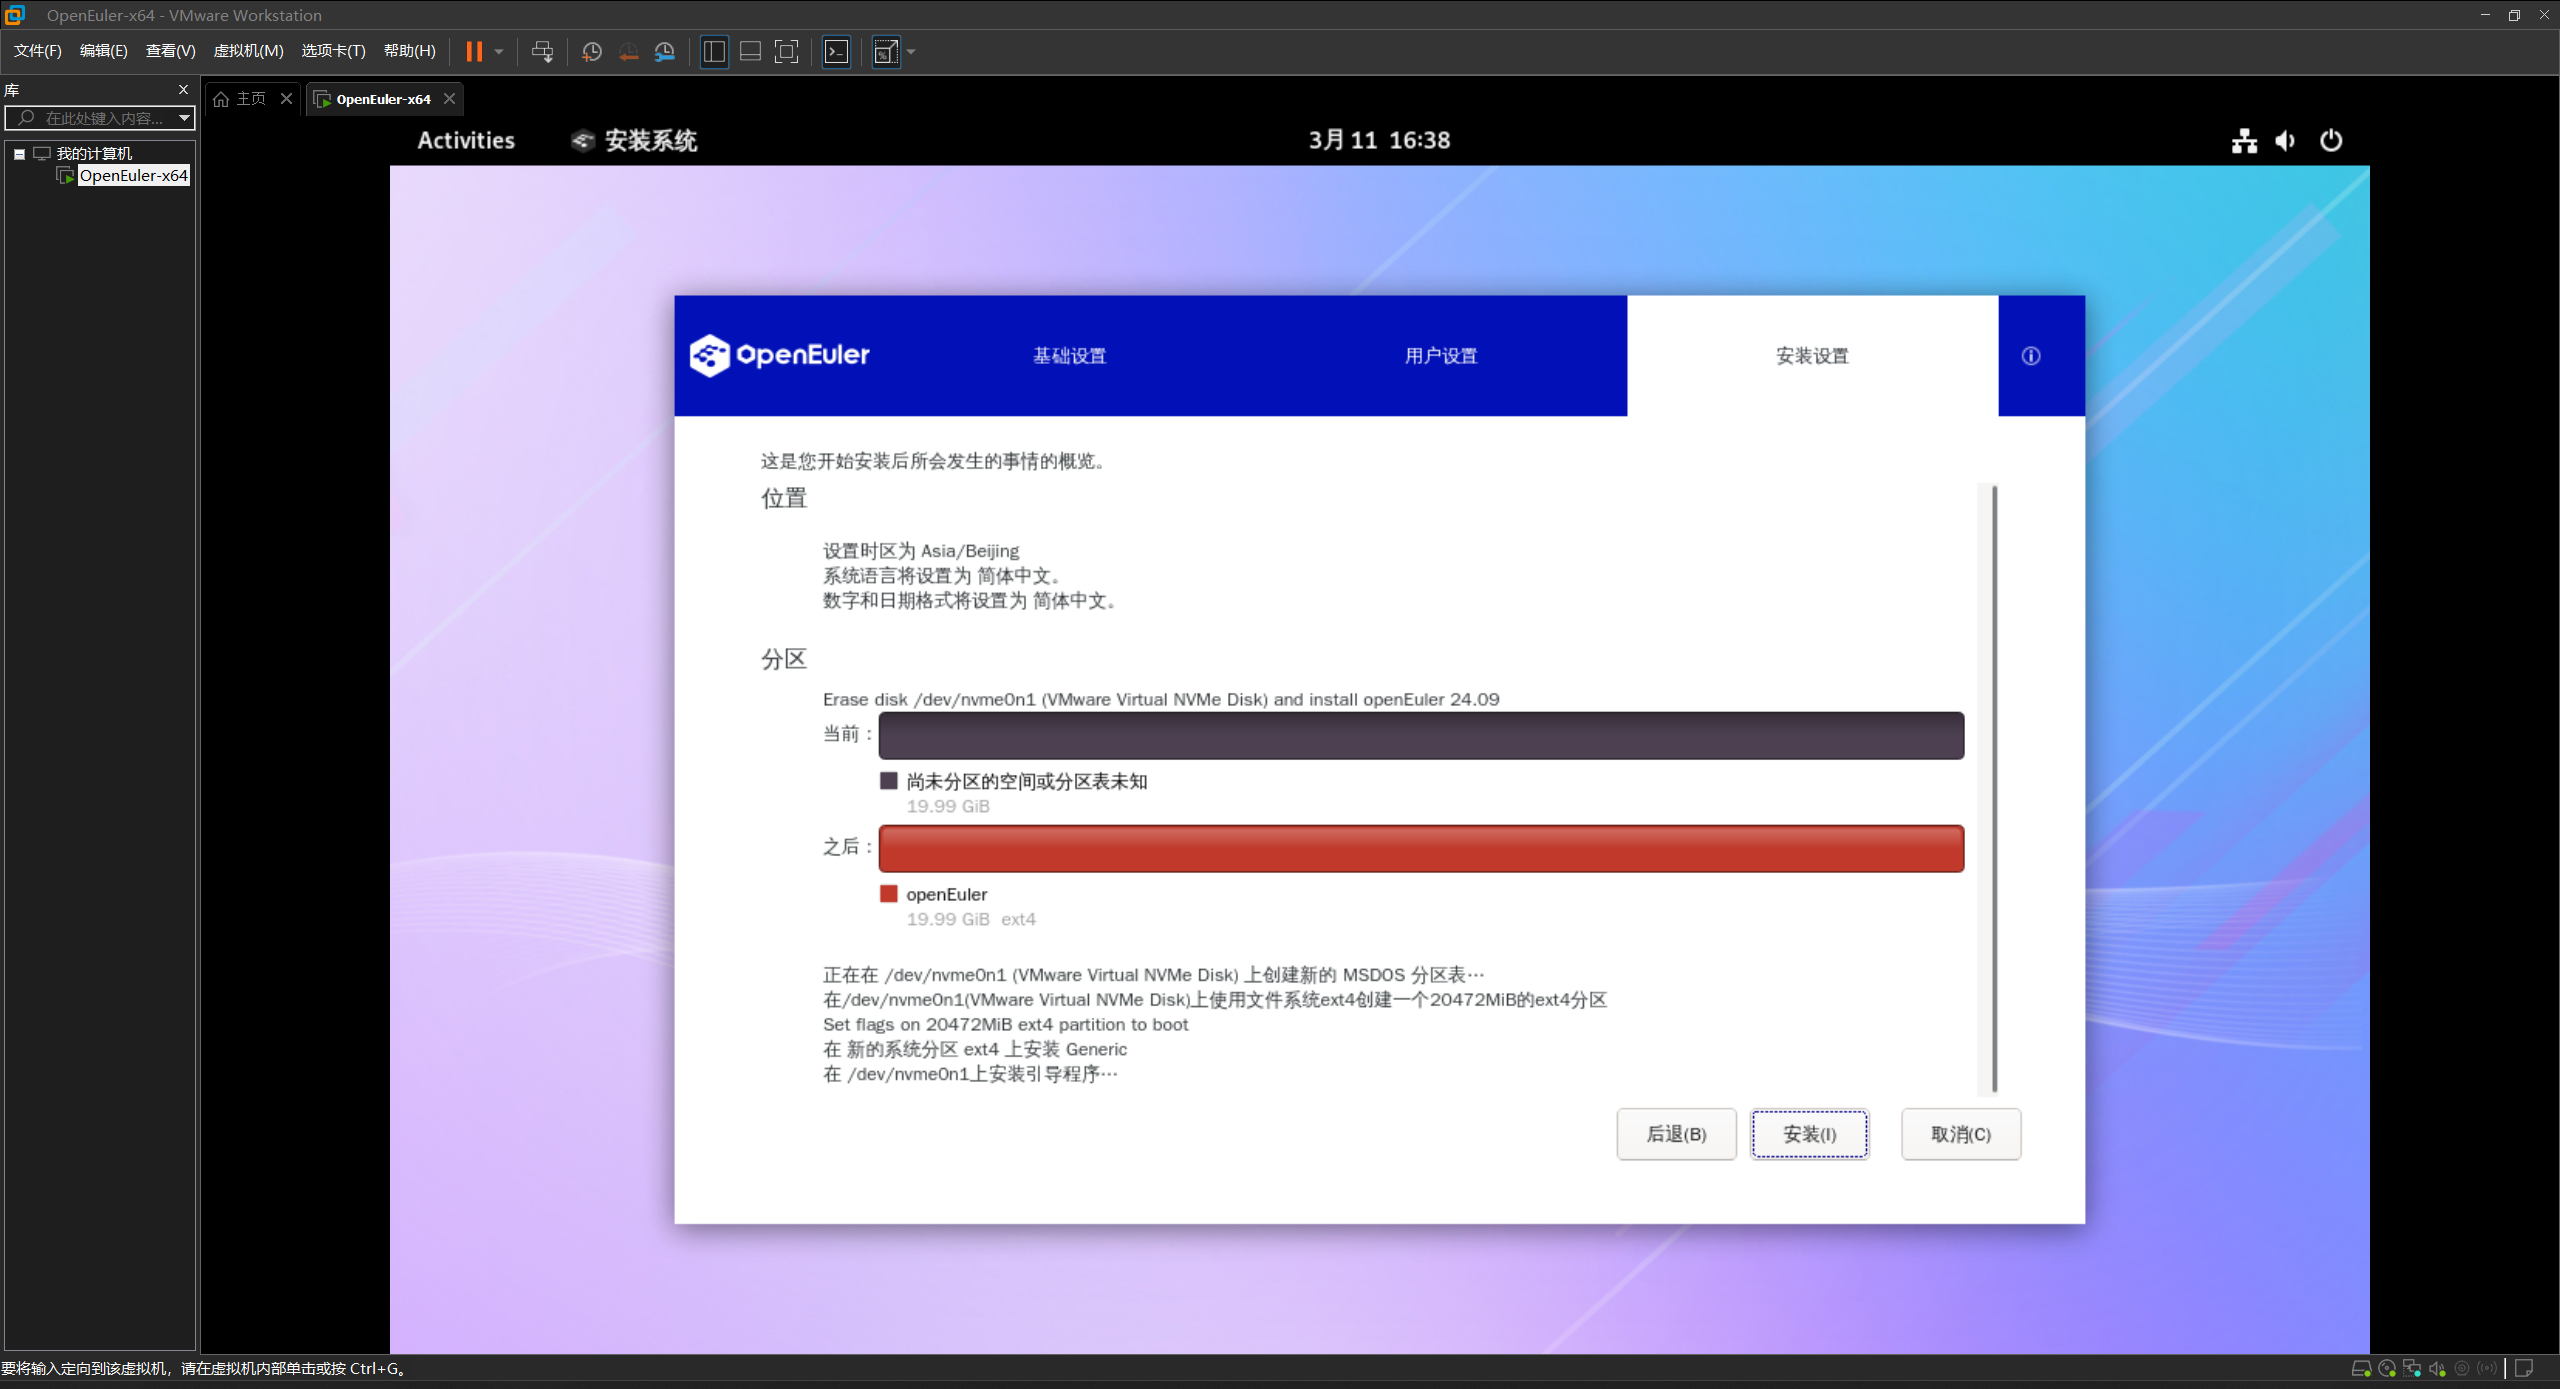 OpenEuler-x64 - VMware Workstation
文件(F) 编辑(E) 查看(V) 虚拟机(M) 选项卡(T) 帮助(H)
库
在此处键入内容...
我的计算机
OpenEuler-x64
主页
OpenEuler-x64
Activities 安装系统 3月 11 16:38
OpenEuler 基础设置 用户设置 安装设置
这是您开始安装后所会发生的事情的概览。
位置
设置时区为 Asia/Beijing
系统语言将设置为 简体中文。
数字和日期格式将设置为 简体中文。
分区
Erase disk /dev/nvme0n1 (VMware Virtual NVMe Disk) and install openEuler 24.09
当前：
尚未分区的空间或分区表未知
19.99 GiB
之后：
openEuler
19.99 GiB ext4
正在在 /dev/nvme0n1 (VMware Virtual NVMe Disk) 上创建新的 MSDOS 分区表…
在/dev/nvme0n1(VMware Virtual NVMe Disk)上使用文件系统ext4创建一个20472MiB的ext4分区
Set flags on 20472MiB ext4 partition to boot
在 新的系统分区 ext4 上安装 Generic
在 /dev/nvme0n1上安装引导程序…
后退(B) 安装(I) 取消(C)
要将输入定向到该虚拟机，请在虚拟机内部单击或按 Ctrl+G。